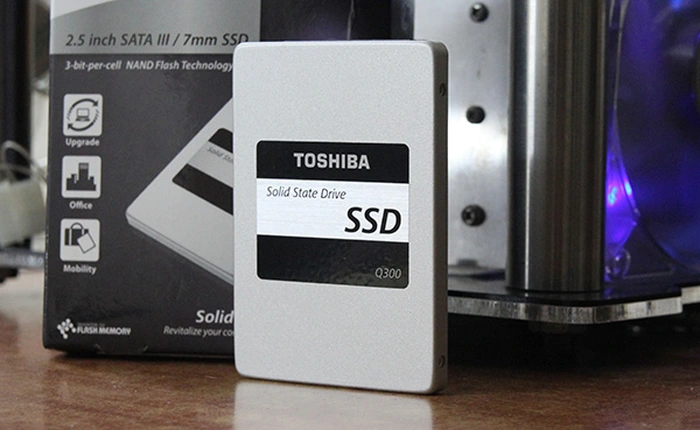 2.5 inch SATA III / 7mm SSD
3-bit-per-cell NAND Flash Technology
Upgrade
Office
Mobility
Solid
Revitalize your
FLASH MEMORY
TOSHIBA
Solid State Drive
SSD
Q300